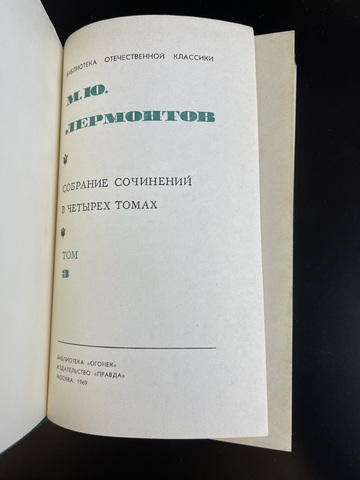 БИБЛИОТЕКА ОТЕЧЕСТВЕННОЙ КЛАССИКИ
М.Ю.
ЛЕРМОНТОВ
СОБРАНИЕ СОЧИНЕНИЙ
В ЧЕТЫРЕХ ТОМАХ
ТОМ
3
БИБЛИОТЕКА «ОГОНЕК»
ИЗДАТЕЛЬСТВО «ПРАВДА»
МОСКВА, 1969